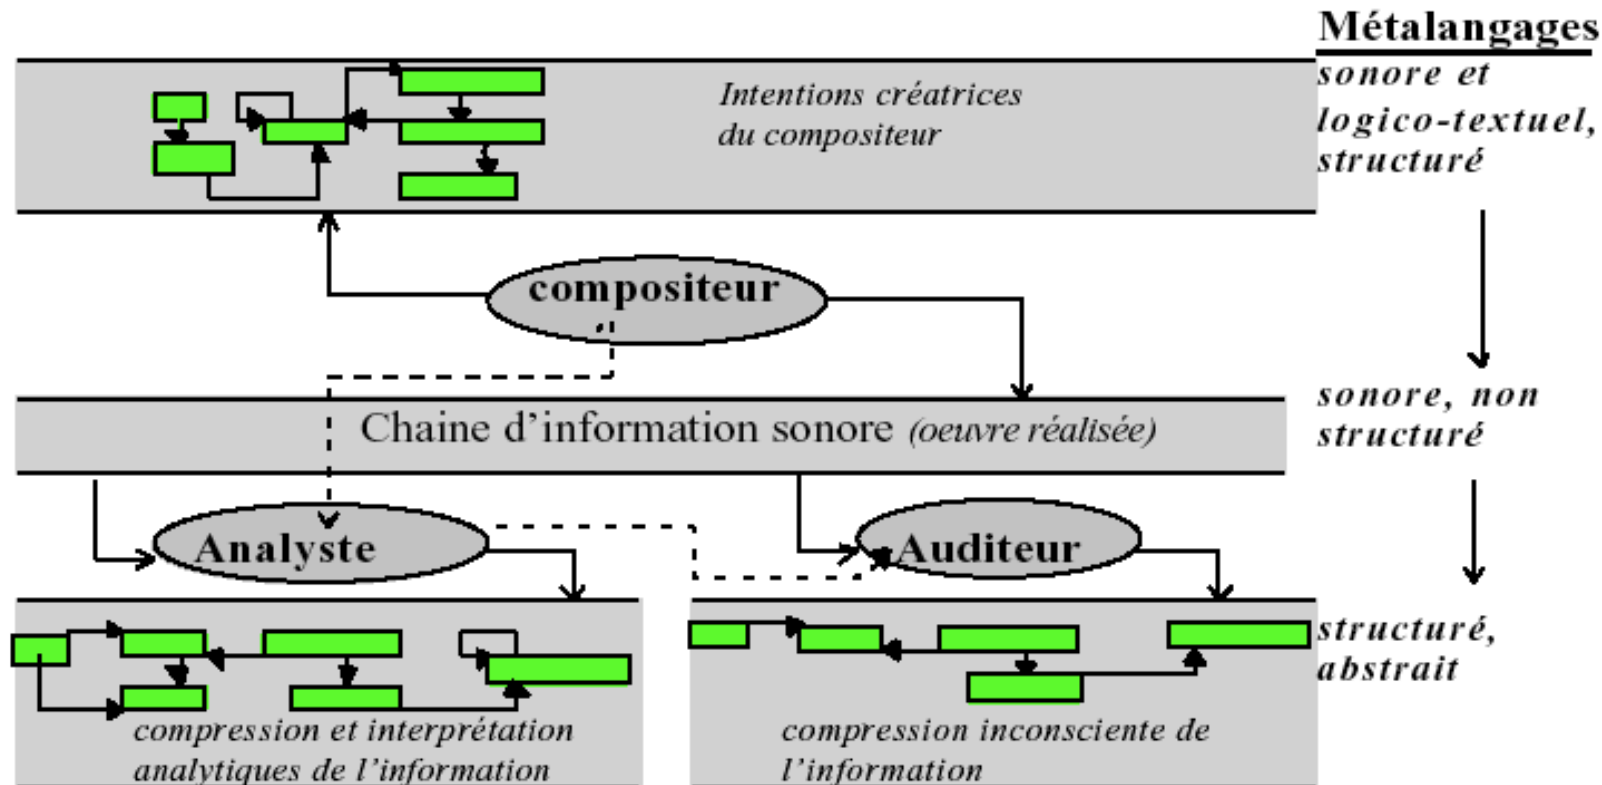 Métalangages
sonore et
logico-textuel,
structuré
Intentions créatrices
du compositeur
compositeur
Chaine d'information sonore (oeuvre réalisée)
sonore, non
structuré
Analyste
Auditeur
structuré,
abstrait
compression et interprétation
analytiques de l'information
compression inconsciente de
l'information